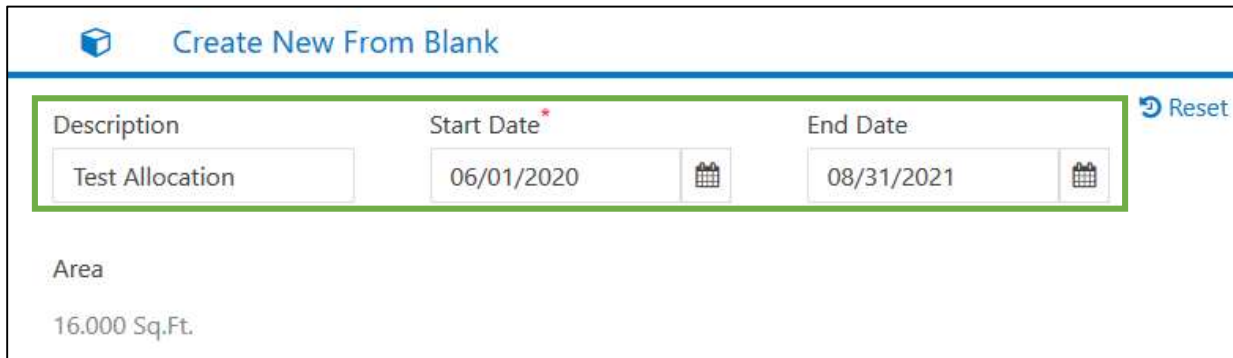 Create New From Blank
Description Start Date* End Date Reset
Test Allocation 06/01/2020 08/31/2021
Area
16.000 Sq.Ft.